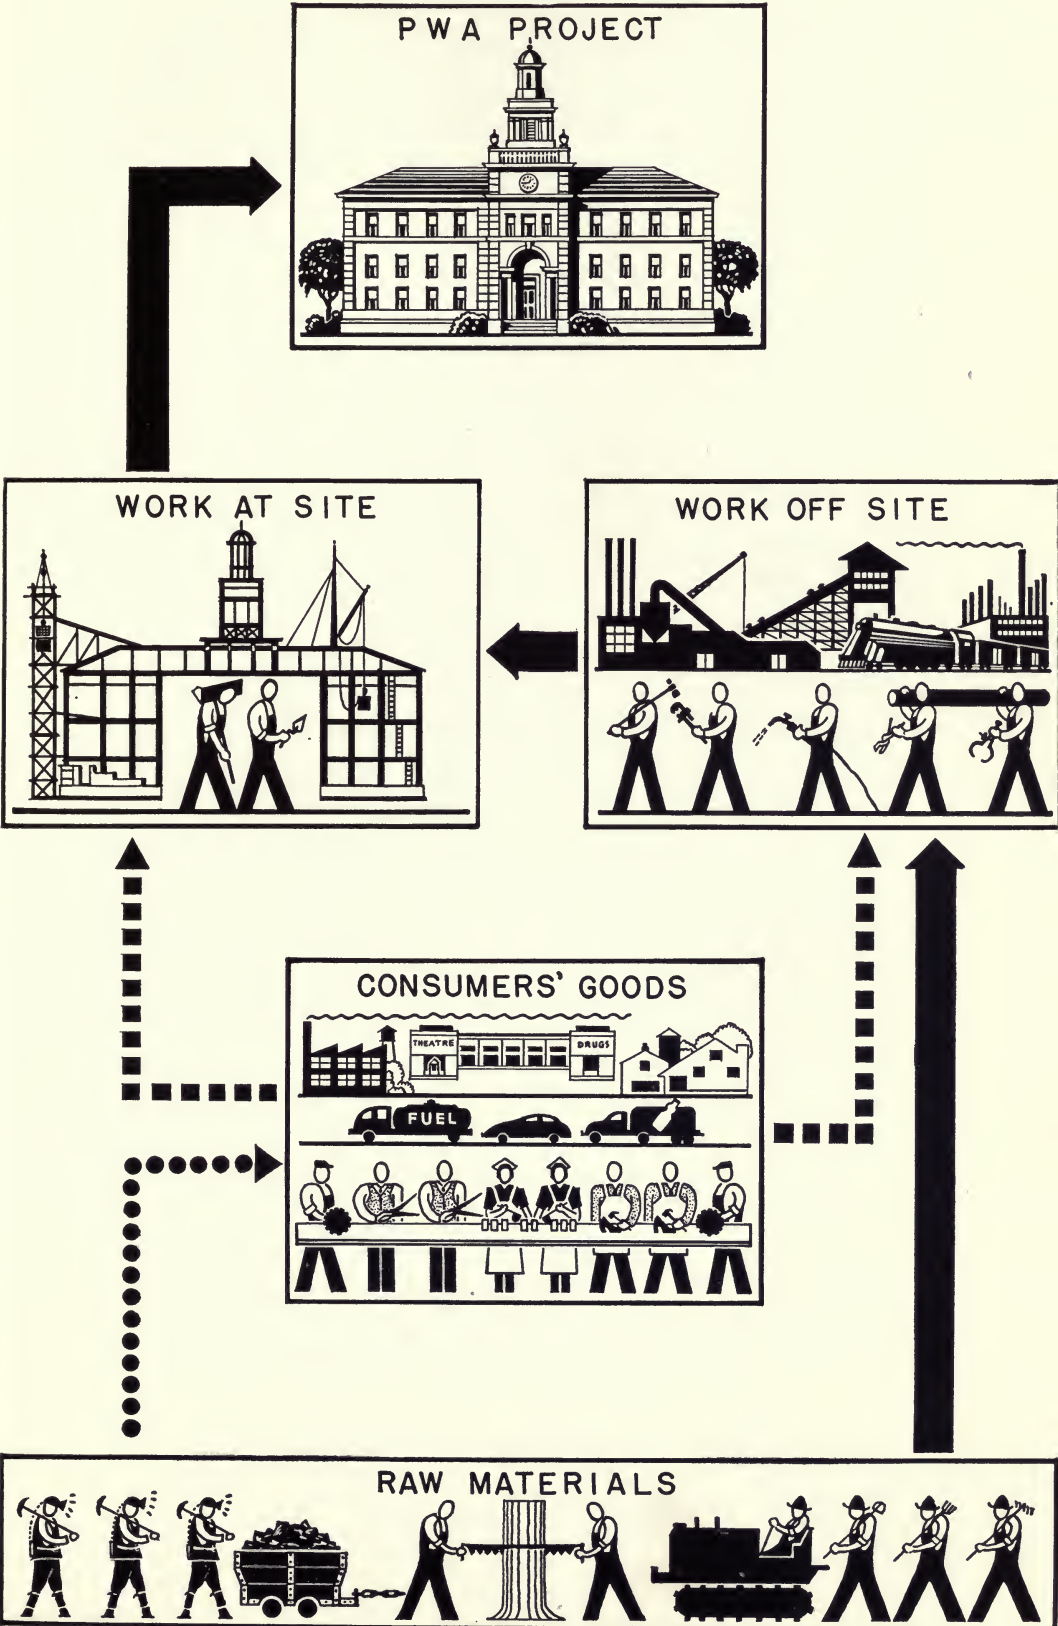 PWA PROJECT
WORK AT SITE
WORK OFF SITE
CONSUMERS' GOODS
THEATRE
DRUGS
FUEL
RAW MATERIALS